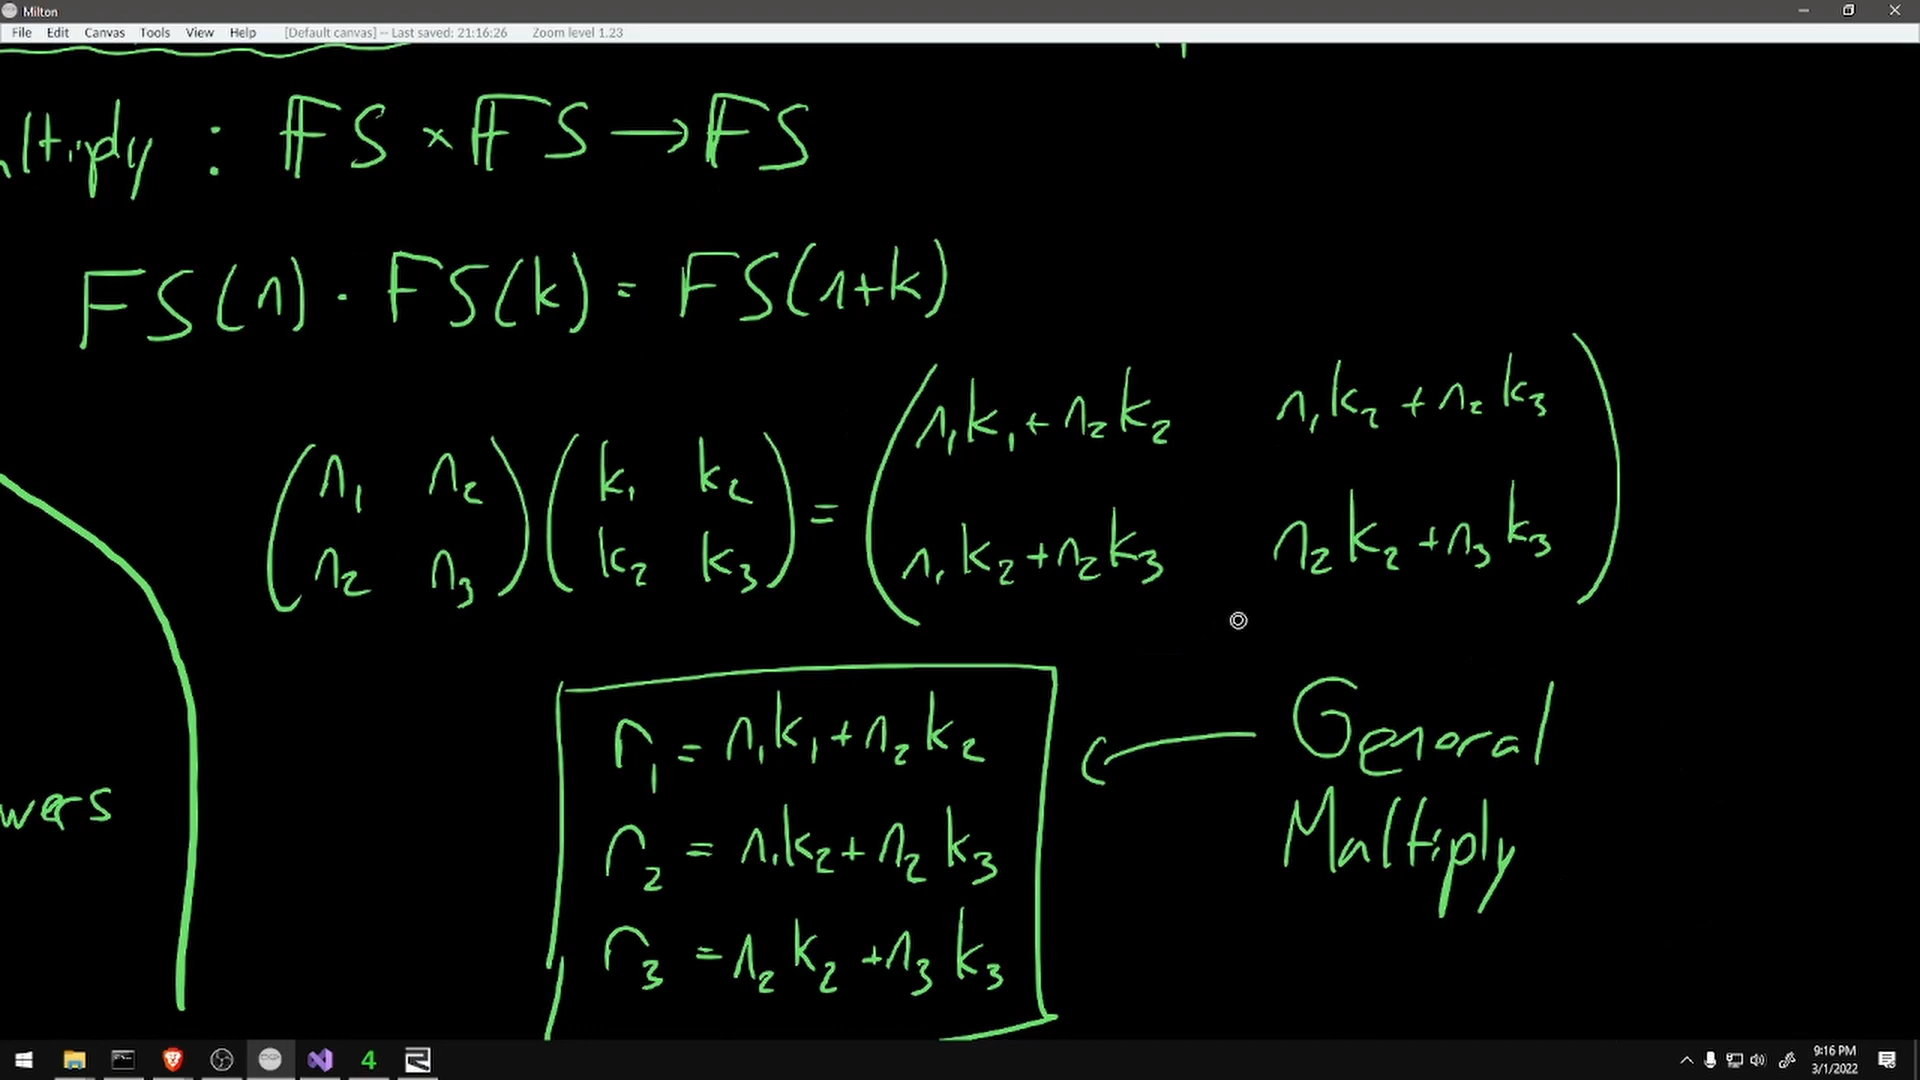 Milton
File Edit Canvas Tools View Help [Default canvas] -- Last saved: 21:16:26 Zoom level 1.23
ltiply : FS × FS → FS
FS(n) · FS(k) = FS(n+k)
(n₁ n₂ (k₁ k₂ = (n₁k₁ + n₂k₂ n₁k₂ + n₂k₃
n₂ n₃) k₂ k₃) n₁k₂ + n₂k₃ n₂k₂ + n₃k₃)
r₁ = n₁k₁ + n₂k₂
General
Multiply
wers
r₂ = n₁k₂ + n₂k₃
r₃ = n₂k₂ + n₃k₃
4
9:16 PM
3/1/2022